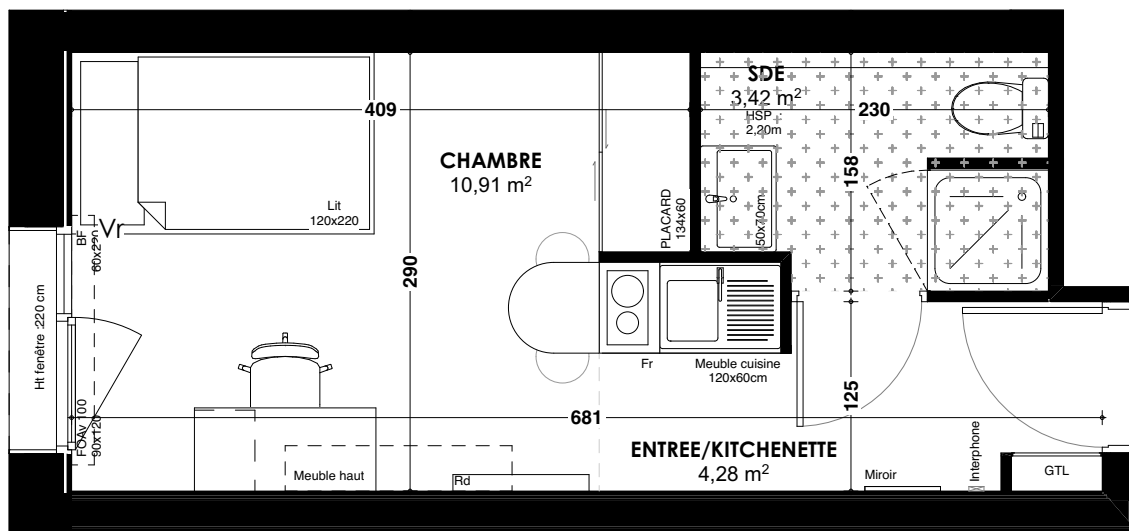 SDE
3,42 m²
HSP :
2,20m
409
230
CHAMBRE
10,91 m²
158
Lit
120x220
PLACARD
134x60
50x70cm
Vr
BF
60x220
290
Ht fenêtre :220 cm
Fr
Meuble cuisine
120x60cm
125
681
FOAv 100
90x120
ENTREE/KITCHENETTE
4,28 m²
Meuble haut
Rd
Miroir
Interphone
GTL